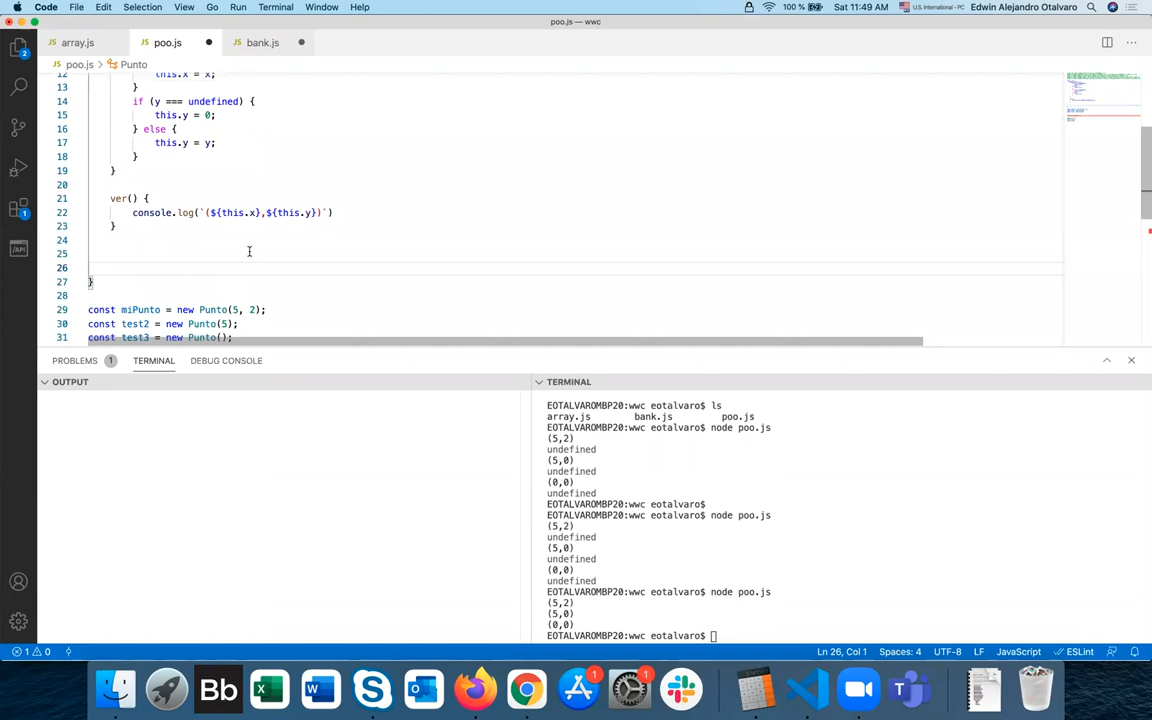 Code File Edit Selection View Go Run Terminal Window Help 100 % Sat 11:49 AM U.S. International - PC Edwin Alejandro Otalvaro
poo.js — wwc
JS array.js JS poo.js JS bank.js
JS poo.js > Punto
12 this.x = x;
13 }
14 if (y === undefined) {
15 this.y = 0;
16 } else {
17 this.y = y;
18 }
19 }
20
21 ver() {
22 console.log(`(${this.x},${this.y})`)
23 }
24
25
26
27 }
28
29 const miPunto = new Punto(5, 2);
30 const test2 = new Punto(5);
31 const test3 = new Punto();
PROBLEMS 1 TERMINAL DEBUG CONSOLE
OUTPUT
TERMINAL
EOTALVAROMBP20:wwc eotalvaro$ ls
array.js bank.js poo.js
EOTALVAROMBP20:wwc eotalvaro$ node poo.js
(5,2)
undefined
(5,0)
undefined
(0,0)
undefined
EOTALVAROMBP20:wwc eotalvaro$
EOTALVAROMBP20:wwc eotalvaro$ node poo.js
(5,2)
undefined
(5,0)
undefined
(0,0)
undefined
EOTALVAROMBP20:wwc eotalvaro$ node poo.js
(5,2)
(5,0)
(0,0)
EOTALVAROMBP20:wwc eotalvaro$
1 0 Ln 26, Col 1 Spaces: 4 UTF-8 LF JavaScript ESLint
2
1
/API
Bb X W S O 1 1 T